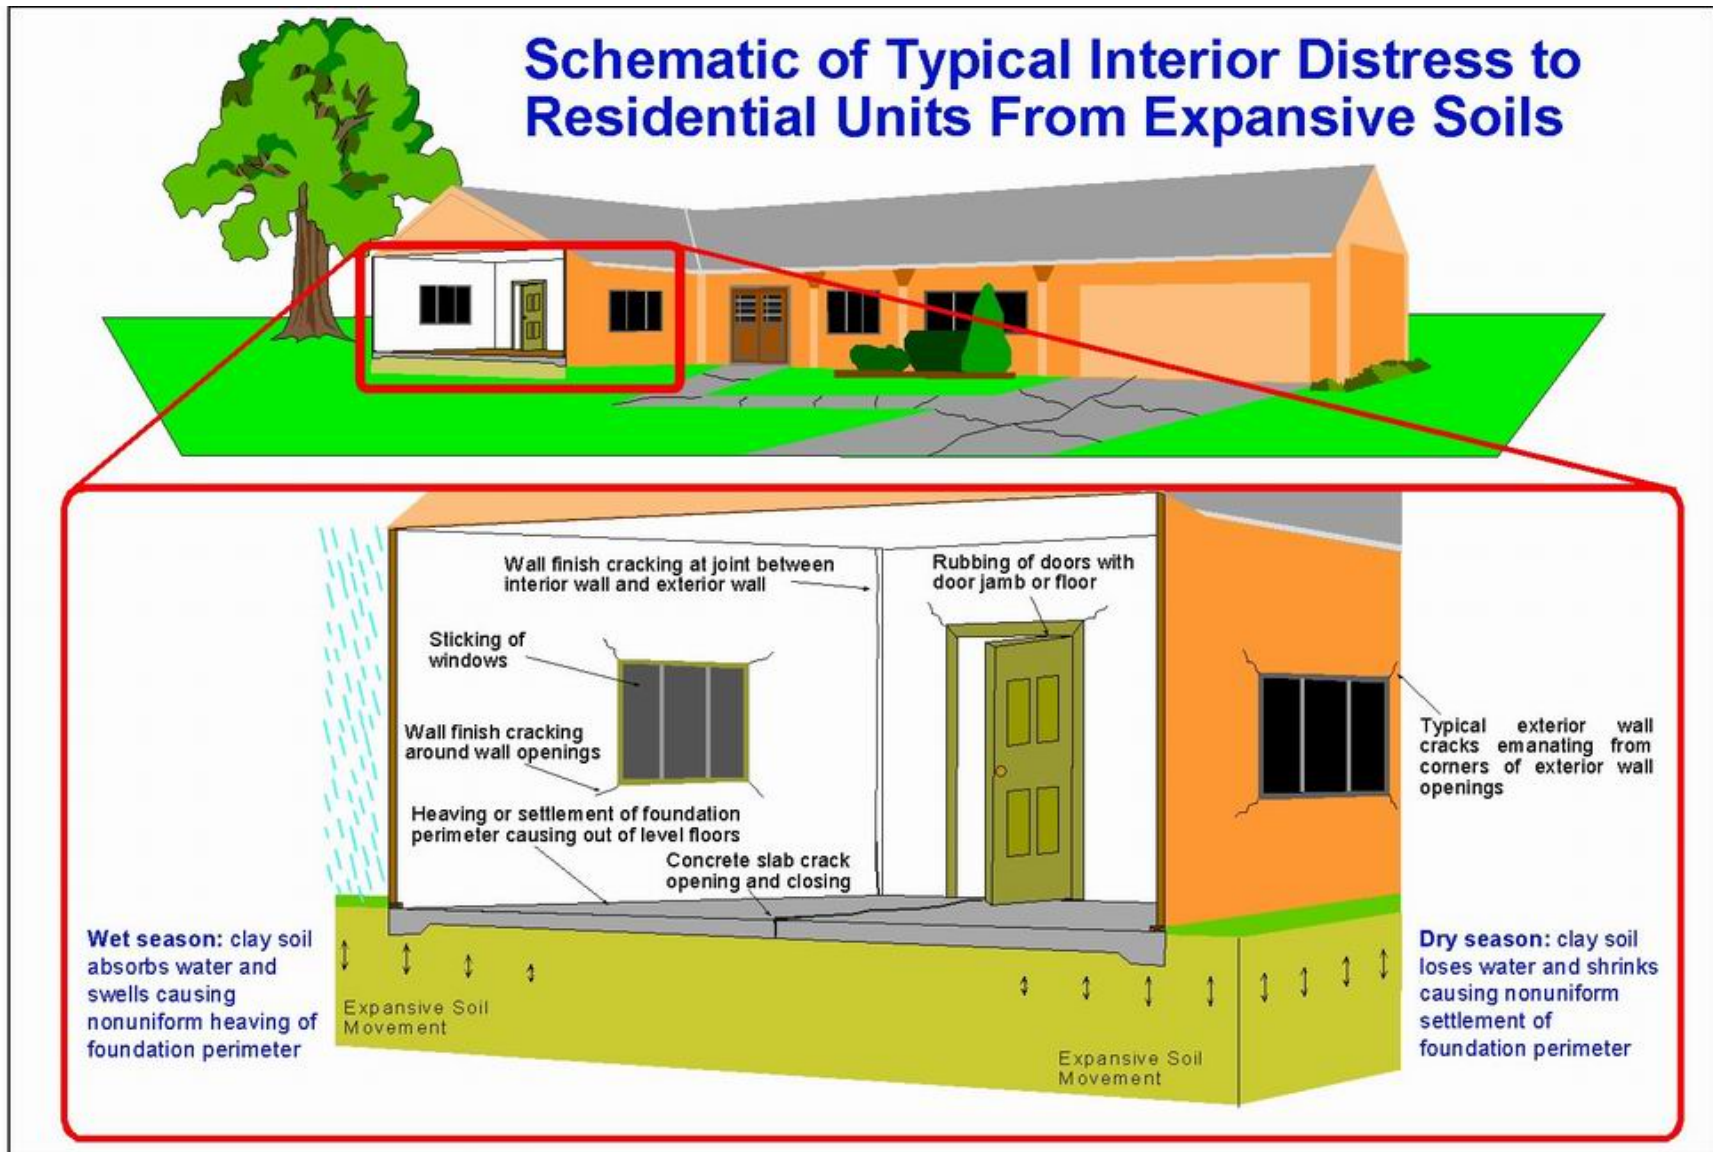 Schematic of Typical Interior Distress to
Residential Units From Expansive Soils
Wall finish cracking at joint between
interior wall and exterior wall
Rubbing of doors with
door jamb or floor
Sticking of
windows
Wall finish cracking
around wall openings
Typical exterior wall
cracks emanating from
corners of exterior wall
openings
Heaving or settlement of foundation
perimeter causing out of level floors
Concrete slab crack
opening and closing
Wet season: clay soil
absorbs water and
swells causing
nonuniform heaving of
foundation perimeter
Expansive Soil
Movement
Dry season: clay soil
loses water and shrinks
causing nonuniform
settlement of
foundation perimeter
Expansive Soil
Movement